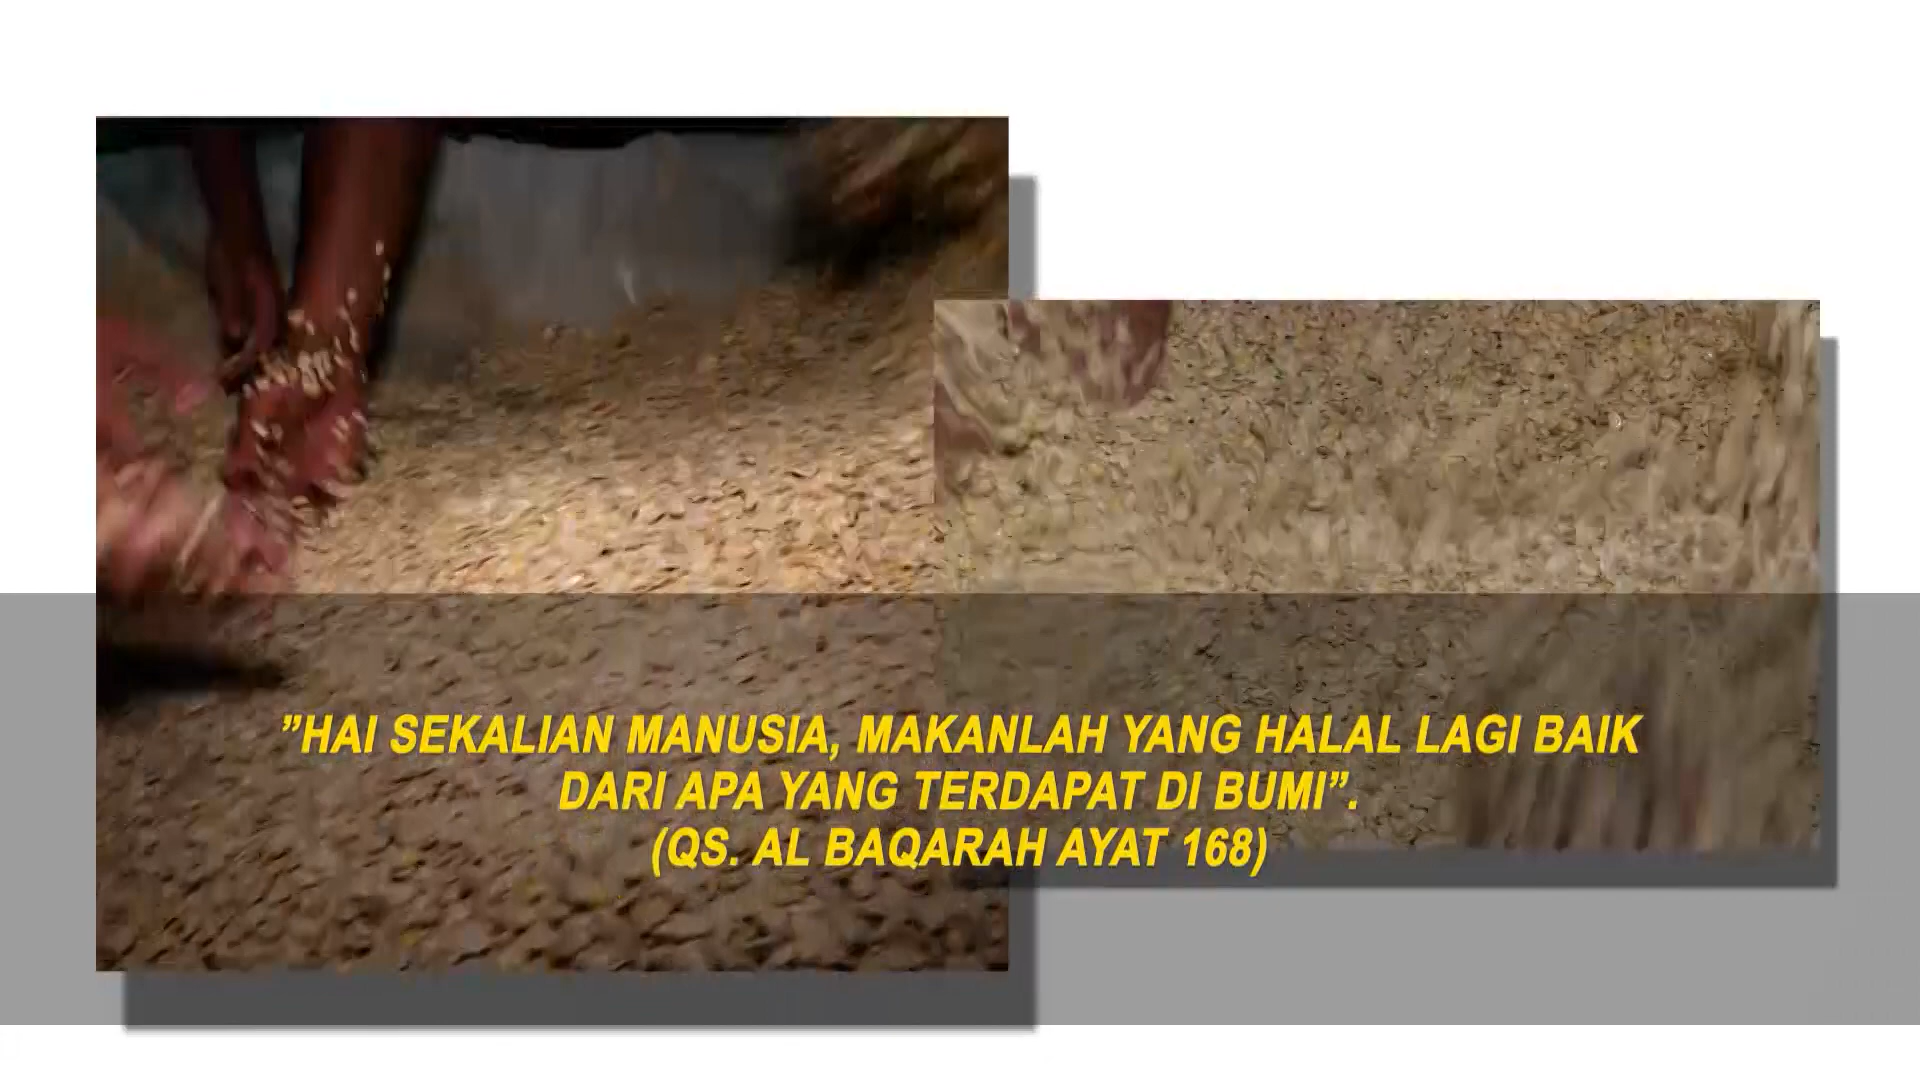 ”HAI SEKALIAN MANUSIA, MAKANLAH YANG HALAL LAGI BAIK
DARI APA YANG TERDAPAT DI BUMI”.
(QS. AL BAQARAH AYAT 168)